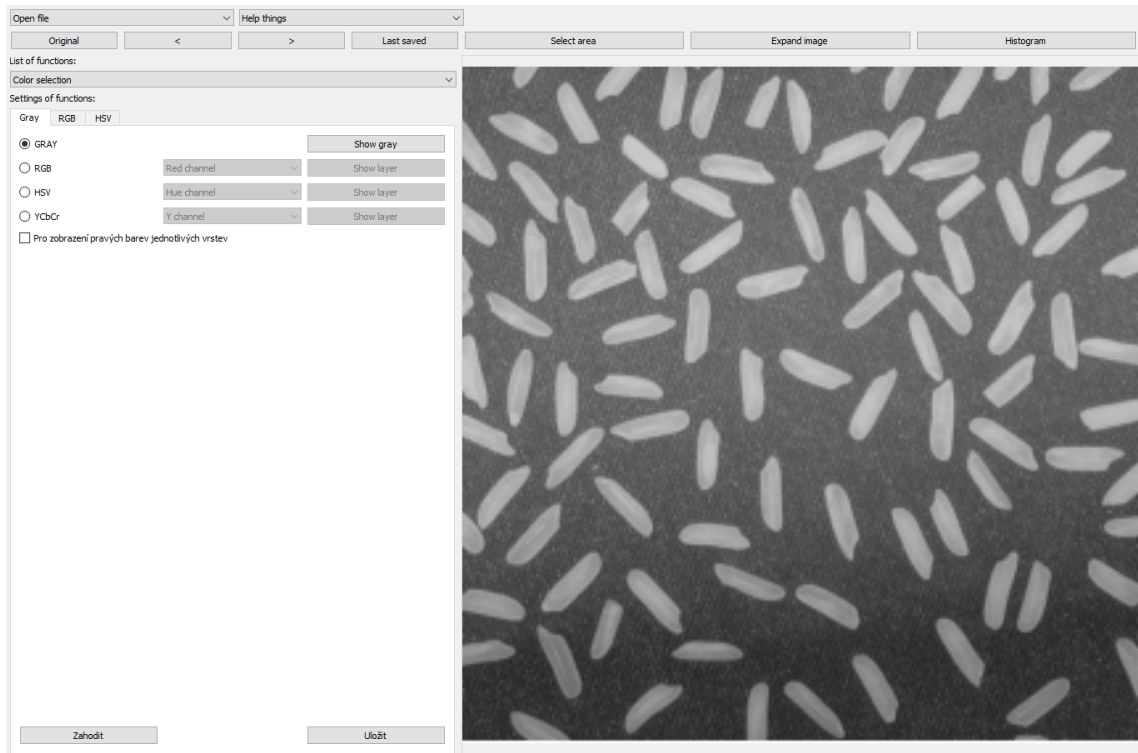 Open file Help things
Original < > Last saved Select area Expand image Histogram
List of functions:
Color selection
Settings of functions:
Gray RGB HSV
GRAY Show gray
RGB Red channel Show layer
HSV Hue channel Show layer
YCbCr Y channel Show layer
Pro zobrazení pravých barev jednotlivých vrstev
Zahodit Uložit